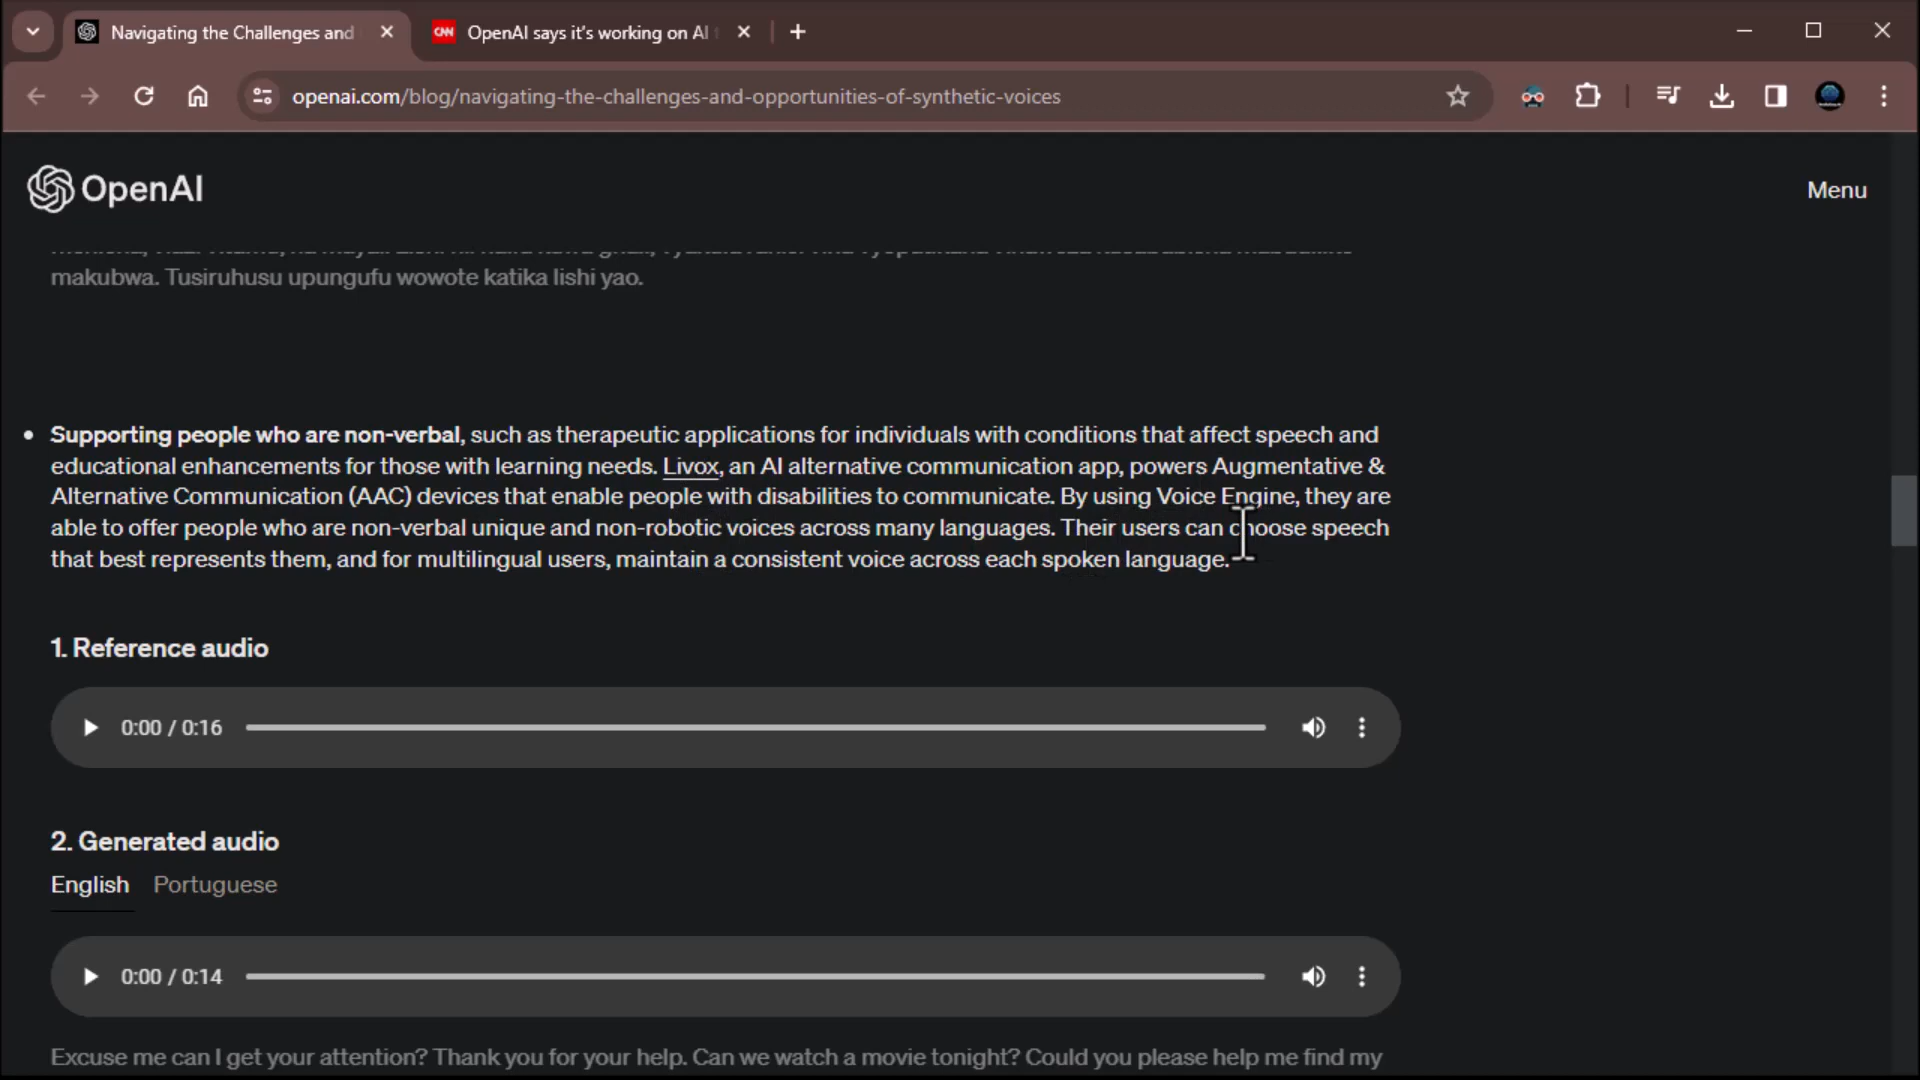 Navigating the Challenges and
CNN OpenAI says it's working on AI
openai.com/blog/navigating-the-challenges-and-opportunities-of-synthetic-voices
OpenAI
Menu
makubwa. Tusiruhusu upungufu wowote katika lishi yao.
• Supporting people who are non-verbal, such as therapeutic applications for individuals with conditions that affect speech and
educational enhancements for those with learning needs. Livox, an AI alternative communication app, powers Augmentative &
Alternative Communication (AAC) devices that enable people with disabilities to communicate. By using Voice Engine, they are
able to offer people who are non-verbal unique and non-robotic voices across many languages. Their users can choose speech
that best represents them, and for multilingual users, maintain a consistent voice across each spoken language.
1. Reference audio
0:00 / 0:16
2. Generated audio
English Portuguese
0:00 / 0:14
Excuse me can I get your attention? Thank you for your help. Can we watch a movie tonight? Could you please help me find my